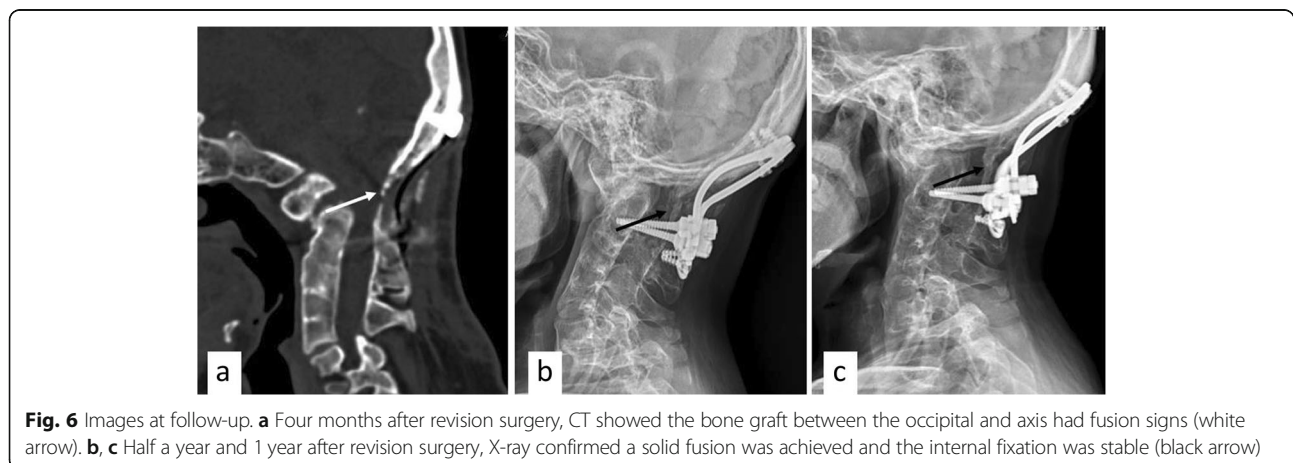 a
b
c
Fig. 6 Images at follow-up. a Four months after revision surgery, CT showed the bone graft between the occipital and axis had fusion signs (white
arrow). b, c Half a year and 1 year after revision surgery, X-ray confirmed a solid fusion was achieved and the internal fixation was stable (black arrow)